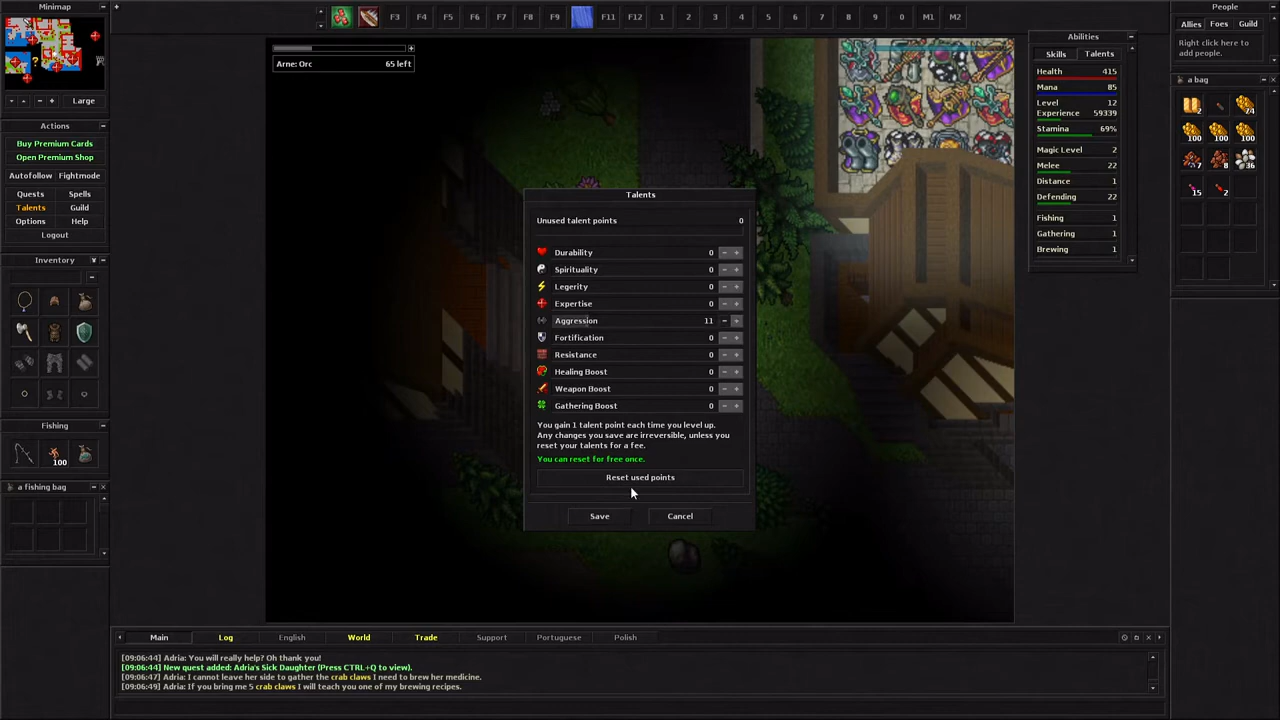 Minimap
Large
Actions
Buy Premium Cards
Open Premium Shop
Autofollow Fightmode
Quests Spells
Talents Guild
Options Help
Logout
Inventory
Fishing
100
a fishing bag
F3 F4 F5 F6 F7 F8 F9 F11 F12 1 2 3 4 5 6 7 8 9 0 M1 M2
Arne: Orc 65 left
Talents
Unused talent points 0
Durability 0
Spirituality 0
Legerity 0
Expertise 0
Aggression 11
Fortification 0
Resistance 0
Healing Boost 0
Weapon Boost 0
Gathering Boost 0
You gain 1 talent point each time you level up.
Any changes you save are irreversible, unless you
reset your talents for a fee.
You can reset for free once.
Reset used points
Save Cancel
Abilities
Skills Talents
Health 415
Mana 85
Level 12
Experience 59339
Stamina 69%
Magic Level 2
Melee 22
Distance 1
Defending 22
Fishing 1
Gathering 1
Brewing 1
People
Allies Foes Guild
Right click here to
add people.
a bag
2 24
100 100 100
7 8 36
15 2
Main Log English World Trade Support Portuguese Polish
[09:06:44] Adria: You will really help? Oh thank you!
[09:06:44] New quest added: Adria's Sick Daughter (Press CTRL+Q to view).
[09:06:47] Adria: I cannot leave her side to gather the crab claws I need to brew her medicine.
[09:06:49] Adria: If you bring me 5 crab claws I will teach you one of my brewing recipes.